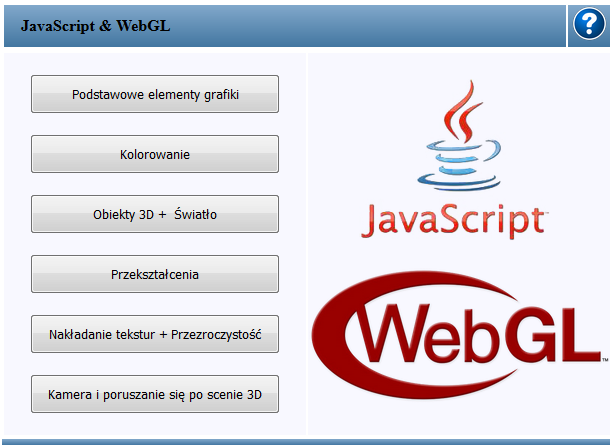 JavaScript & WebGL
?
Podstawowe elementy grafiki
Kolorowanie
Obiekty 3D + Światło
Przekształcenia
Nakładanie tekstur + Przezroczystość
Kamera i poruszanie się po scenie 3D
JavaScript™
WebGL™